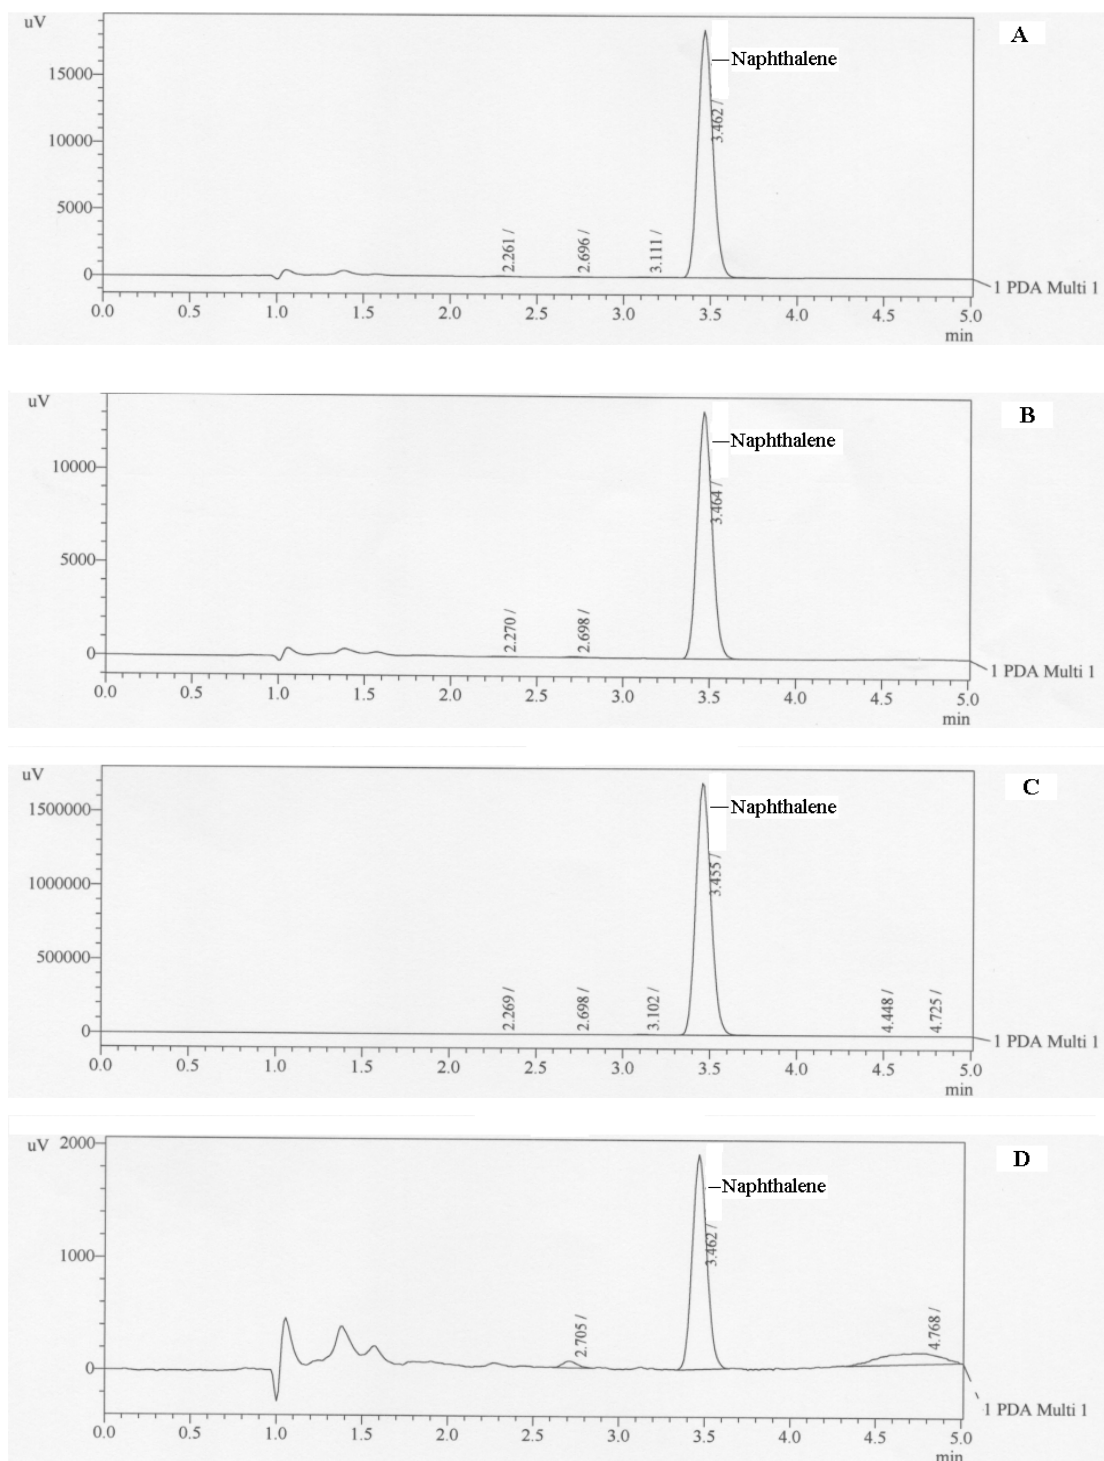 uV
A
15000
10000
5000
0
Naphthalene
2.261 /
2.696 /
3.111 /
3.462 /
1 PDA Multi 1
0.0 0.5 1.0 1.5 2.0 2.5 3.0 3.5 4.0 4.5 5.0
min
uV
B
10000
5000
0
Naphthalene
2.270 /
2.698 /
3.464 /
1 PDA Multi 1
0.0 0.5 1.0 1.5 2.0 2.5 3.0 3.5 4.0 4.5 5.0
min
uV
C
1500000
1000000
500000
0
Naphthalene
2.269 /
2.698 /
3.102 /
3.455 /
4.448 /
4.725 /
1 PDA Multi 1
0.0 0.5 1.0 1.5 2.0 2.5 3.0 3.5 4.0 4.5 5.0
min
uV
D
2000
1000
0
Naphthalene
2.705 /
3.462 /
4.768 /
1 PDA Multi 1
0.0 0.5 1.0 1.5 2.0 2.5 3.0 3.5 4.0 4.5 5.0
min